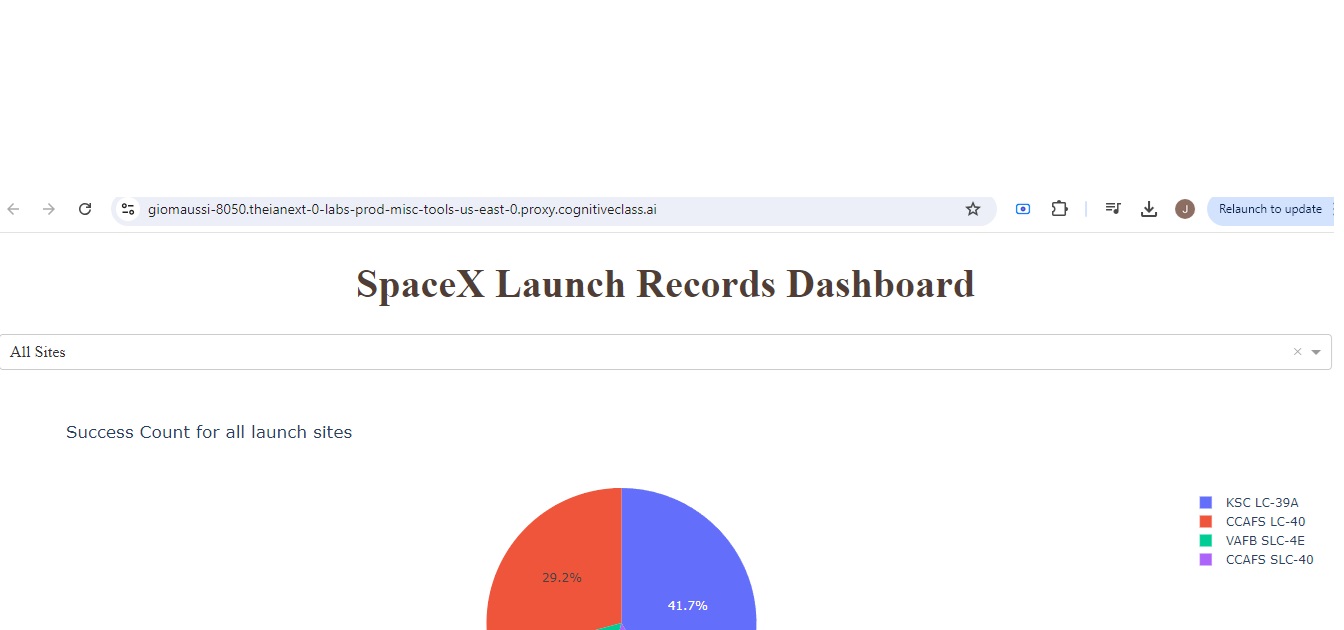 giomaussi-8050.theianext-0-labs-prod-misc-tools-us-east-0.proxy.cognitiveclass.ai
J
Relaunch to update
SpaceX Launch Records Dashboard
All Sites
Success Count for all launch sites
KSC LC-39A
CCAFS LC-40
VAFB SLC-4E
CCAFS SLC-40
29.2%
41.7%